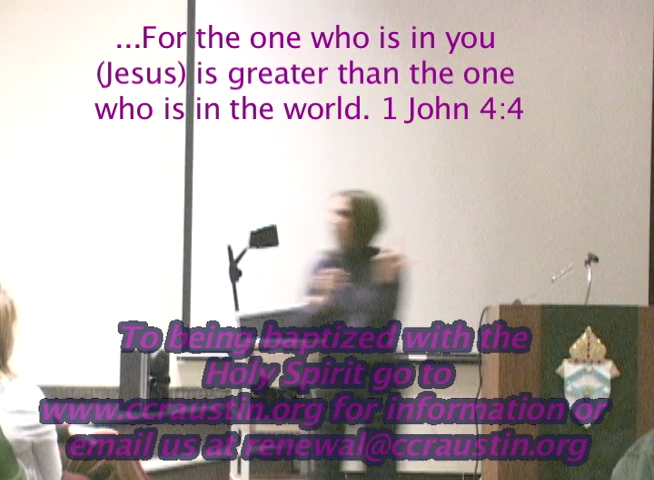 ...For the one who is in you
(Jesus) is greater than the one
who is in the world. 1 John 4:4
To being baptized with the
Holy Spirit go to
www.ccraustin.org for information or
email us at renewal@ccraustin.org